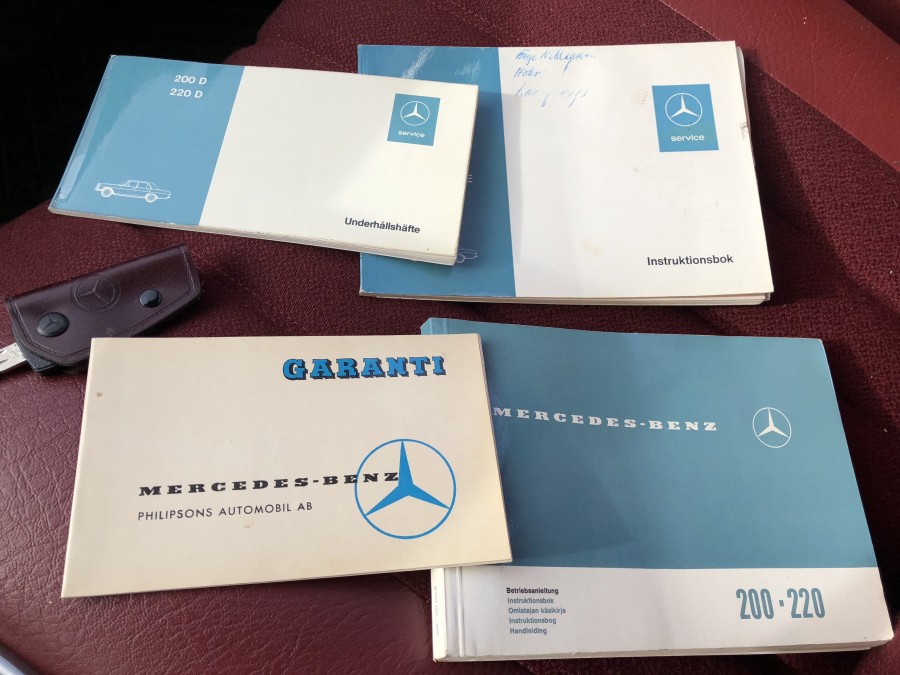 200 D
220 D
service
Underhållshäfte
service
Instruktionsbok
GARANTI
MERCEDES-BENZ
PHILIPSONS AUTOMOBIL AB
MERCEDES-BENZ
Betriebsanleitung
Instruktionsbok
Omistajan käsikirja
Instruktionsbog
Handleiding
200 · 220